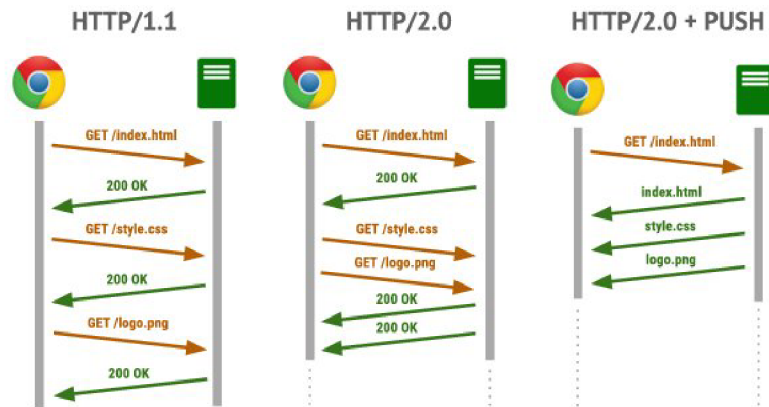 HTTP/1.1
GET /index.html
200 OK
GET /style.css
200 OK
GET /logo.png
200 OK
HTTP/2.0
GET /index.html
200 OK
GET /style.css
GET /logo.png
200 OK
200 OK
HTTP/2.0 + PUSH
GET /index.html
index.html
style.css
logo.png